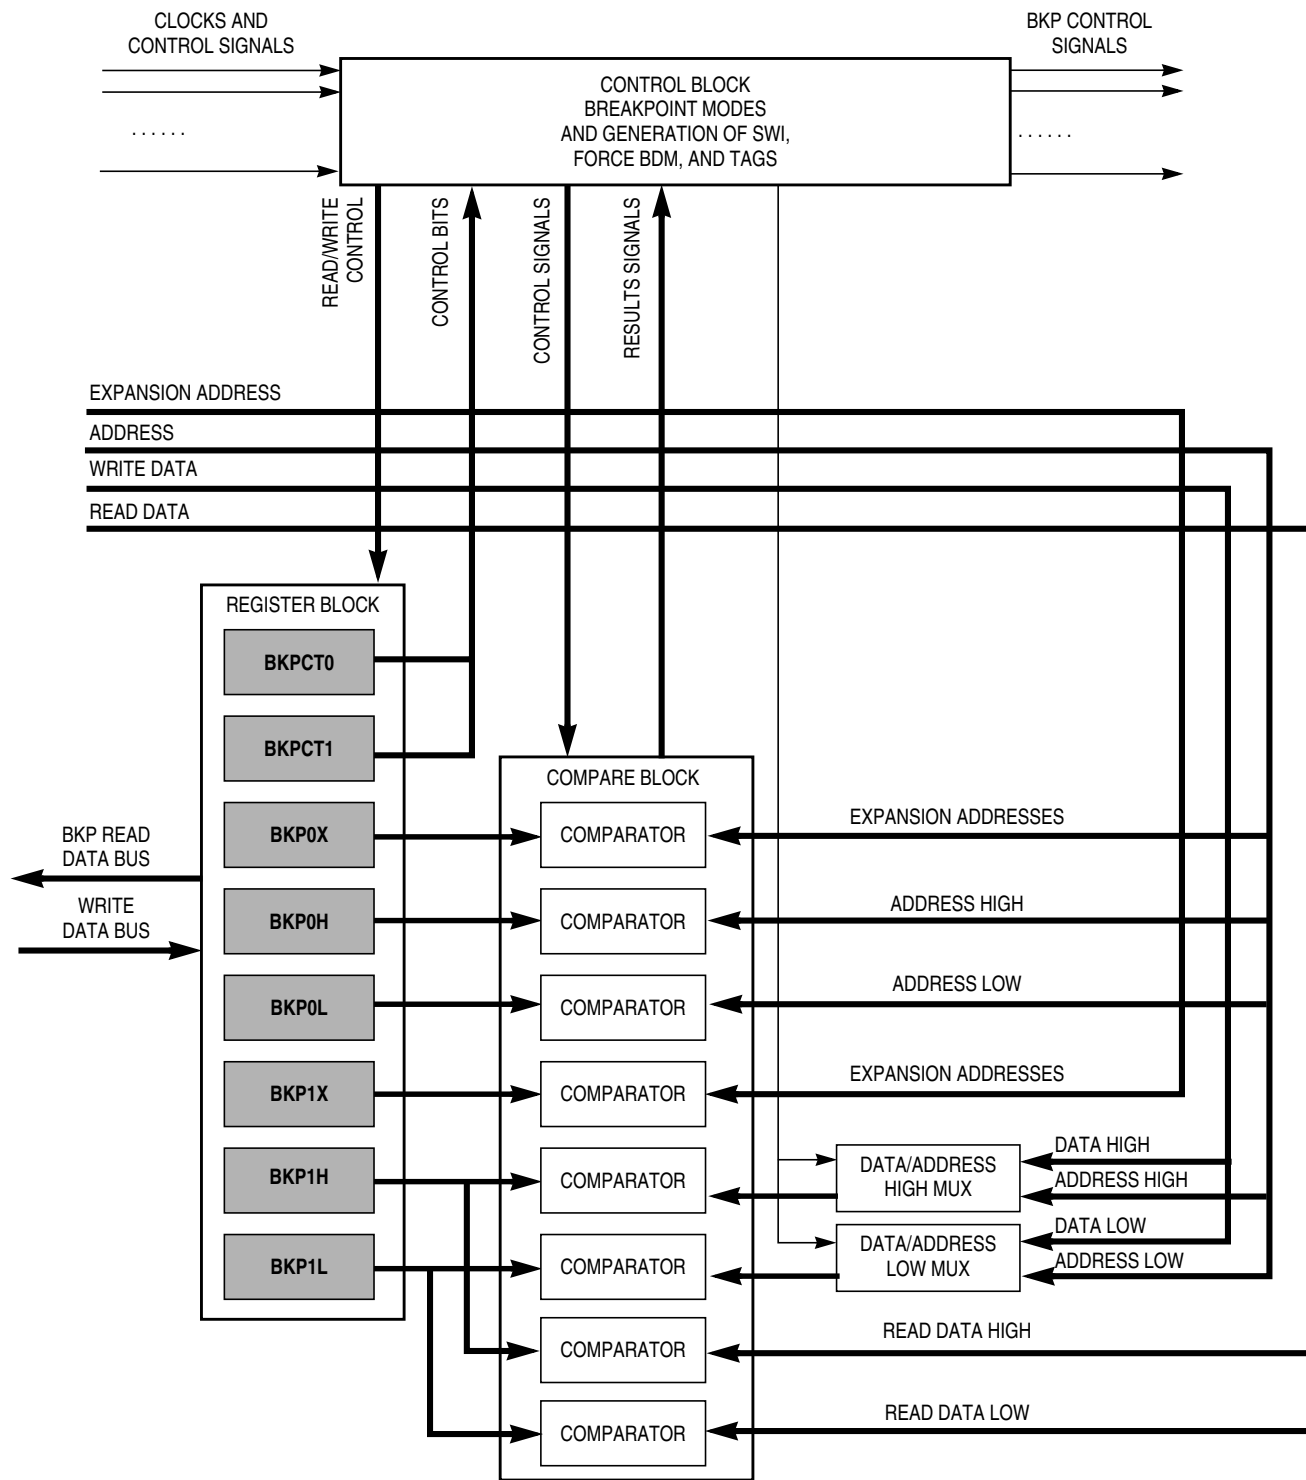 CLOCKS AND
CONTROL SIGNALS
BKP CONTROL
SIGNALS
CONTROL BLOCK
BREAKPOINT MODES
AND GENERATION OF SWI,
FORCE BDM, AND TAGS
. . . . . .
. . . . . .
READ/WRITE
CONTROL
CONTROL BITS
CONTROL SIGNALS
RESULTS SIGNALS
EXPANSION ADDRESS
ADDRESS
WRITE DATA
READ DATA
REGISTER BLOCK
BKPCT0
BKPCT1
COMPARE BLOCK
BKP READ
DATA BUS
BKP0X
COMPARATOR
EXPANSION ADDRESSES
WRITE
DATA BUS
BKP0H
COMPARATOR
ADDRESS HIGH
BKP0L
COMPARATOR
ADDRESS LOW
BKP1X
COMPARATOR
EXPANSION ADDRESSES
BKP1H
COMPARATOR
DATA/ADDRESS
HIGH MUX
DATA HIGH
ADDRESS HIGH
BKP1L
COMPARATOR
DATA/ADDRESS
LOW MUX
DATA LOW
ADDRESS LOW
COMPARATOR
READ DATA HIGH
COMPARATOR
READ DATA LOW